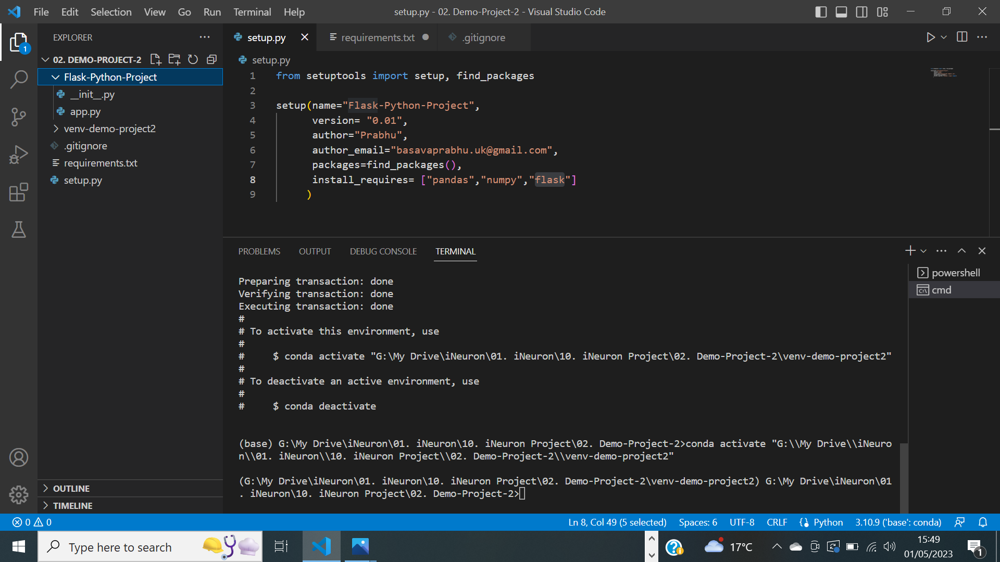 File Edit Selection View Go Run Terminal Help
setup.py - 02. Demo-Project-2 - Visual Studio Code
EXPLORER
1
02. DEMO-PROJECT-2
Flask-Python-Project
__init__.py
app.py
venv-demo-project2
.gitignore
requirements.txt
setup.py
OUTLINE
TIMELINE
setup.py requirements.txt .gitignore
setup.py
1 from setuptools import setup, find_packages
2
3 setup(name="Flask-Python-Project",
4 version= "0.01",
5 author="Prabhu",
6 author_email="basavaprabhu.uk@gmail.com",
7 packages=find_packages(),
8 install_requires= ["pandas","numpy","flask"]
9 )
PROBLEMS OUTPUT DEBUG CONSOLE TERMINAL
powershell
cmd
Preparing transaction: done
Verifying transaction: done
Executing transaction: done
#
# To activate this environment, use
#
# $ conda activate "G:\My Drive\iNeuron\01. iNeuron\10. iNeuron Project\02. Demo-Project-2\venv-demo-project2"
#
# To deactivate an active environment, use
#
# $ conda deactivate
(base) G:\My Drive\iNeuron\01. iNeuron\10. iNeuron Project\02. Demo-Project-2>conda activate "G:\\My Drive\\iNeuro
n\\01. iNeuron\\10. iNeuron Project\\02. Demo-Project-2\\venv-demo-project2"
(G:\My Drive\iNeuron\01. iNeuron\10. iNeuron Project\02. Demo-Project-2\venv-demo-project2) G:\My Drive\iNeuron\01
. iNeuron\10. iNeuron Project\02. Demo-Project-2>
0 0 Ln 8, Col 49 (5 selected) Spaces: 6 UTF-8 CRLF Python 3.10.9 ('base': conda)
Type here to search
17°C
15:49
01/05/2023
1